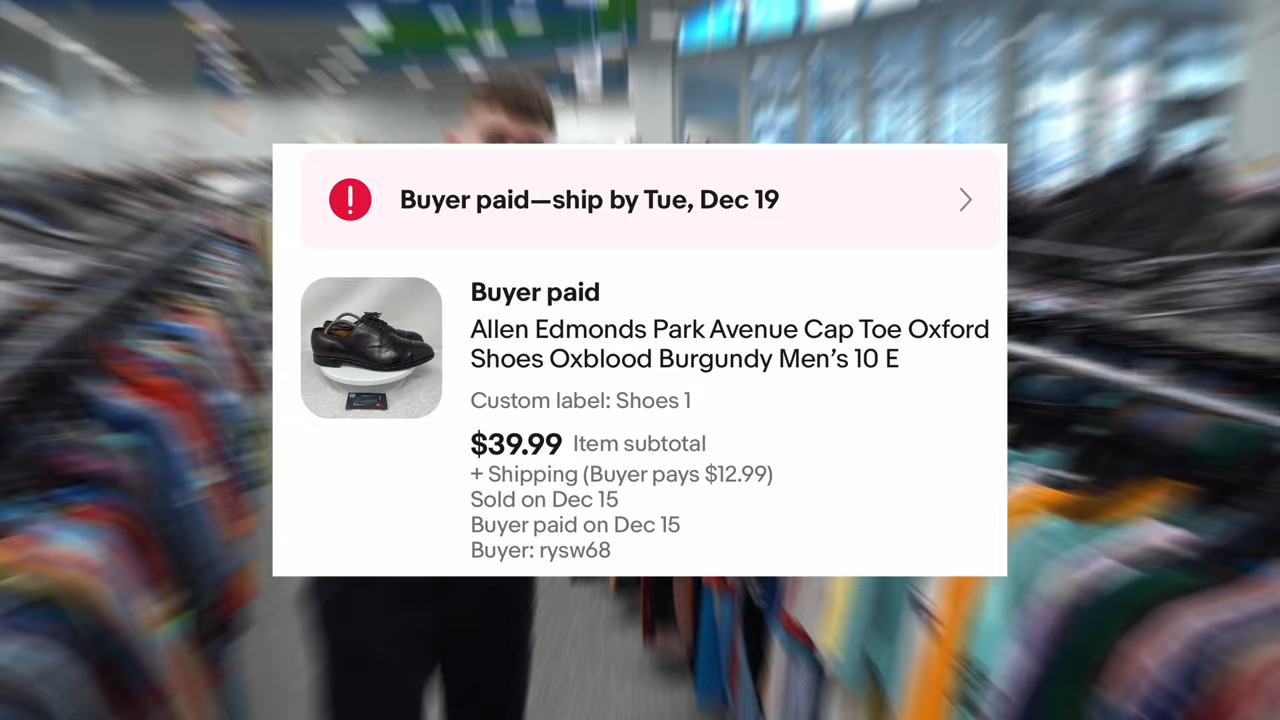 Buyer paid—ship by Tue, Dec 19
Buyer paid
Allen Edmonds Park Avenue Cap Toe Oxford
Shoes Oxblood Burgundy Men's 10 E
Custom label: Shoes 1
$39.99 Item subtotal
+ Shipping (Buyer pays $12.99)
Sold on Dec 15
Buyer paid on Dec 15
Buyer: rysw68